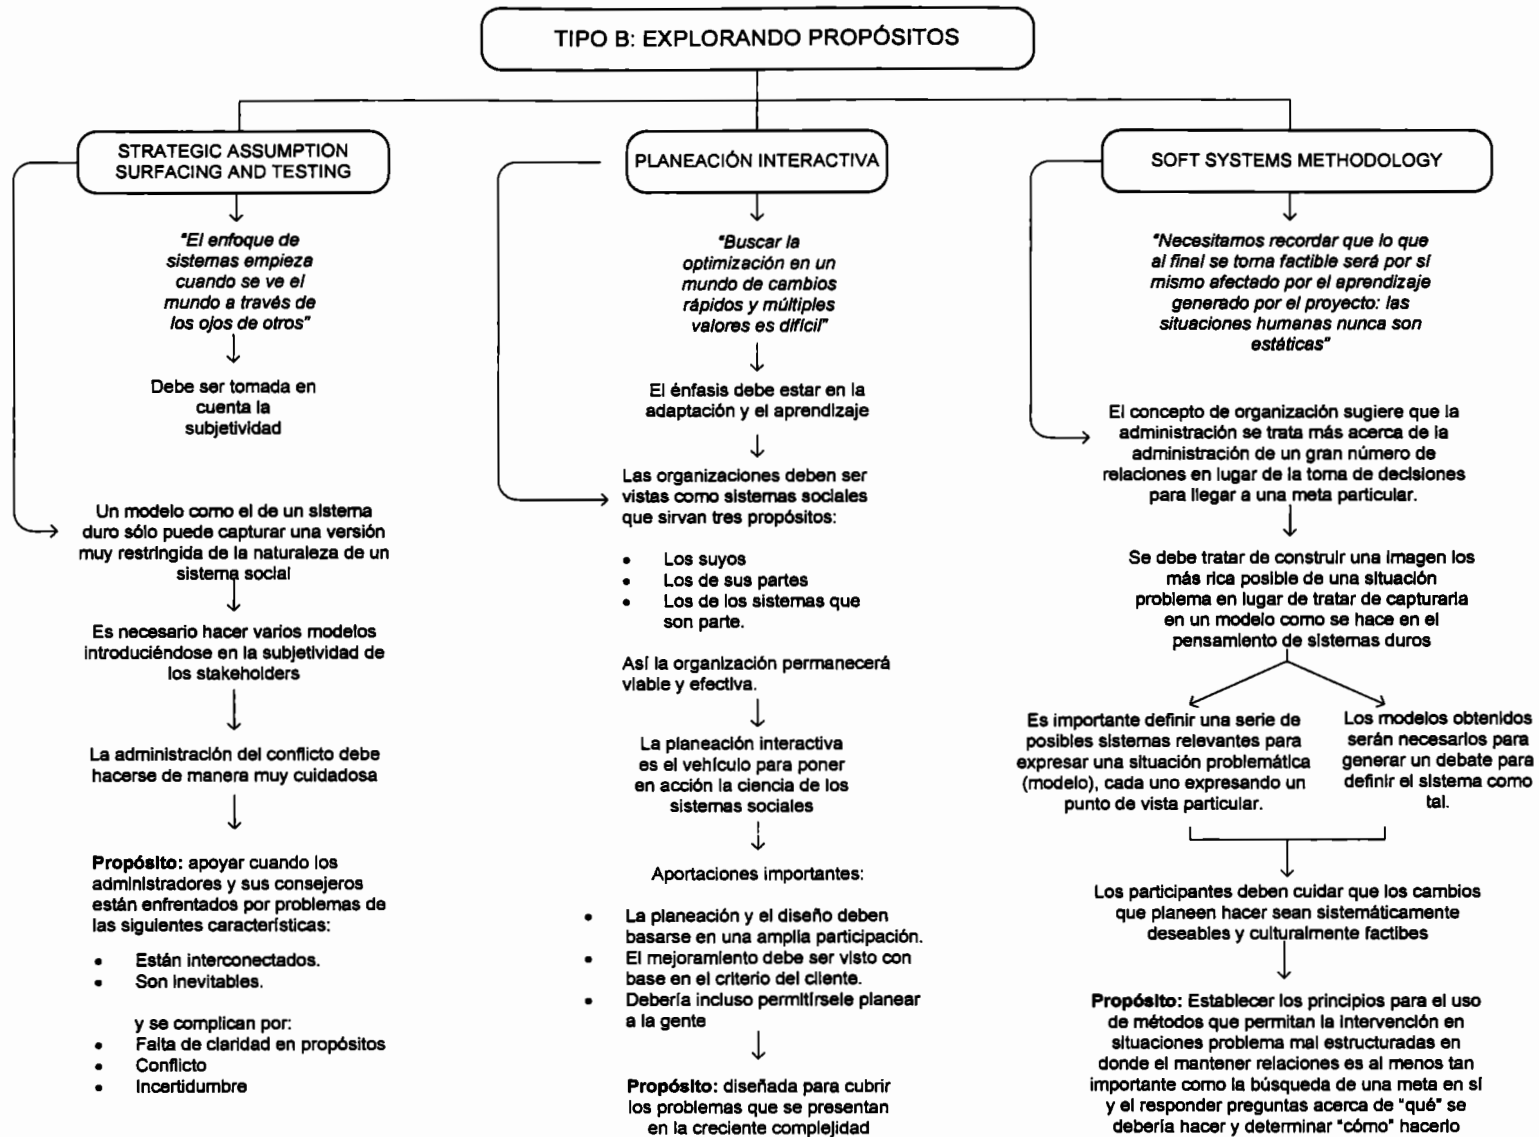 TIPO B: EXPLORANDO PROPÓSITOS
STRATEGIC ASSUMPTION
SURFACING AND TESTING
"El enfoque de
sistemas empieza
cuando se ve el
mundo a través de
los ojos de otros"
Debe ser tomada en
cuenta la
subjetividad
Un modelo como el de un sistema
duro sólo puede capturar una versión
muy restringida de la naturaleza de un
sistema social
Es necesario hacer varios modelos
introduciéndose en la subjetividad de
los stakeholders
La administración del conflicto debe
hacerse de manera muy cuidadosa
Propósito: apoyar cuando los
administradores y sus consejeros
están enfrentados por problemas de
las siguientes características:
• Están interconectados.
• Son inevitables.
y se complican por:
• Falta de claridad en propósitos
• Conflicto
• Incertidumbre
PLANEACIÓN INTERACTIVA
"Buscar la
optimización en un
mundo de cambios
rápidos y múltiples
valores es difícil"
El énfasis debe estar en la
adaptación y el aprendizaje
Las organizaciones deben ser
vistas como sistemas sociales
que sirvan tres propósitos:
• Los suyos
• Los de sus partes
• Los de los sistemas que
son parte.
Así la organización permanecerá
viable y efectiva.
La planeación interactiva
es el vehículo para poner
en acción la ciencia de los
sistemas sociales
Aportaciones importantes:
• La planeación y el diseño deben
basarse en una amplia participación.
• El mejoramiento debe ser visto con
base en el criterio del cliente.
• Debería incluso permitírsele planear
a la gente
Propósito: diseñada para cubrir
los problemas que se presentan
en la creciente complejidad
SOFT SYSTEMS METHODOLOGY
"Necesitamos recordar que lo que
al final se torna factible será por sí
mismo afectado por el aprendizaje
generado por el proyecto: las
situaciones humanas nunca son
estáticas"
El concepto de organización sugiere que la
administración se trata más acerca de la
administración de un gran número de
relaciones en lugar de la toma de decisiones
para llegar a una meta particular.
Se debe tratar de construir una imagen los
más rica posible de una situación
problema en lugar de tratar de capturarla
en un modelo como se hace en el
pensamiento de sistemas duros
Es importante definir una serie de
posibles sistemas relevantes para
expresar una situación problemática
(modelo), cada uno expresando un
punto de vista particular.
Los modelos obtenidos
serán necesarios para
generar un debate para
definir el sistema como
tal.
Los participantes deben cuidar que los cambios
que planeen hacer sean sistemáticamente
deseables y culturalmente factibes
Propósito: Establecer los principios para el uso
de métodos que permitan la intervención en
situaciones problema mal estructuradas en
donde el mantener relaciones es al menos tan
importante como la búsqueda de una meta en sí
y el responder preguntas acerca de "qué" se
debería hacer y determinar "cómo" hacerlo